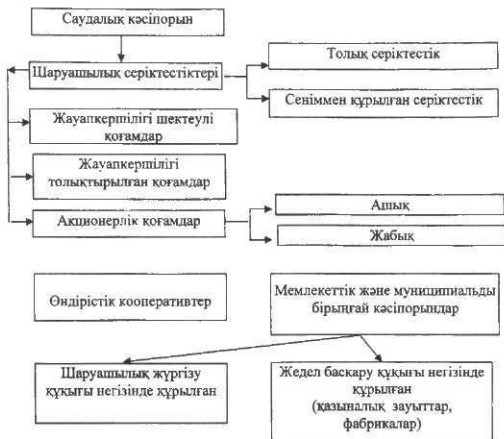 Саудалық кәсіпорын
Шаруашылық серіктестіктері
Толық серіктестік
Сеніммен құрылған серіктестік
Жауапкершілігі шектеулі
қоғамдар
Жауапкершілігі
толықтырылған қоғамдар
Акционерлік қоғамдар
Ашық
Жабық
Өндірістік кооперативтер
Мемлекеттік және муниципальды
бірыңғай кәсіпорындар
Шаруашылық жүргізу
құқығы негізінде құрылған
Жедел басқару құқығы негізінде
құрылған
(қазыналық зауыттар,
фабрикалар)